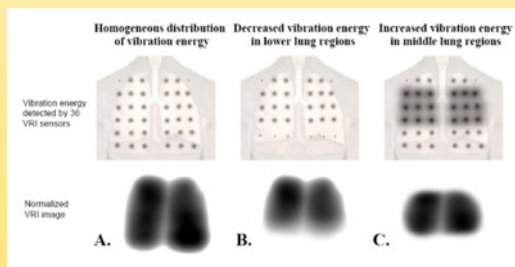 Homogeneous distribution
of vibration energy
Decreased vibration energy
in lower lung regions
Increased vibration energy
in middle lung regions
Vibration energy
detected by 36
VRI sensors
Normalized
VRI image
A.
B.
C.